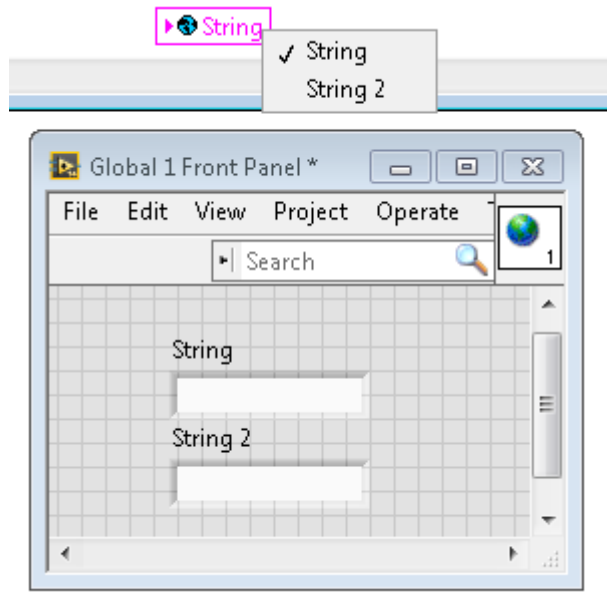 String
✓ String
String 2
Global 1 Front Panel *
File Edit View Project Operate
Search
1
String
String 2